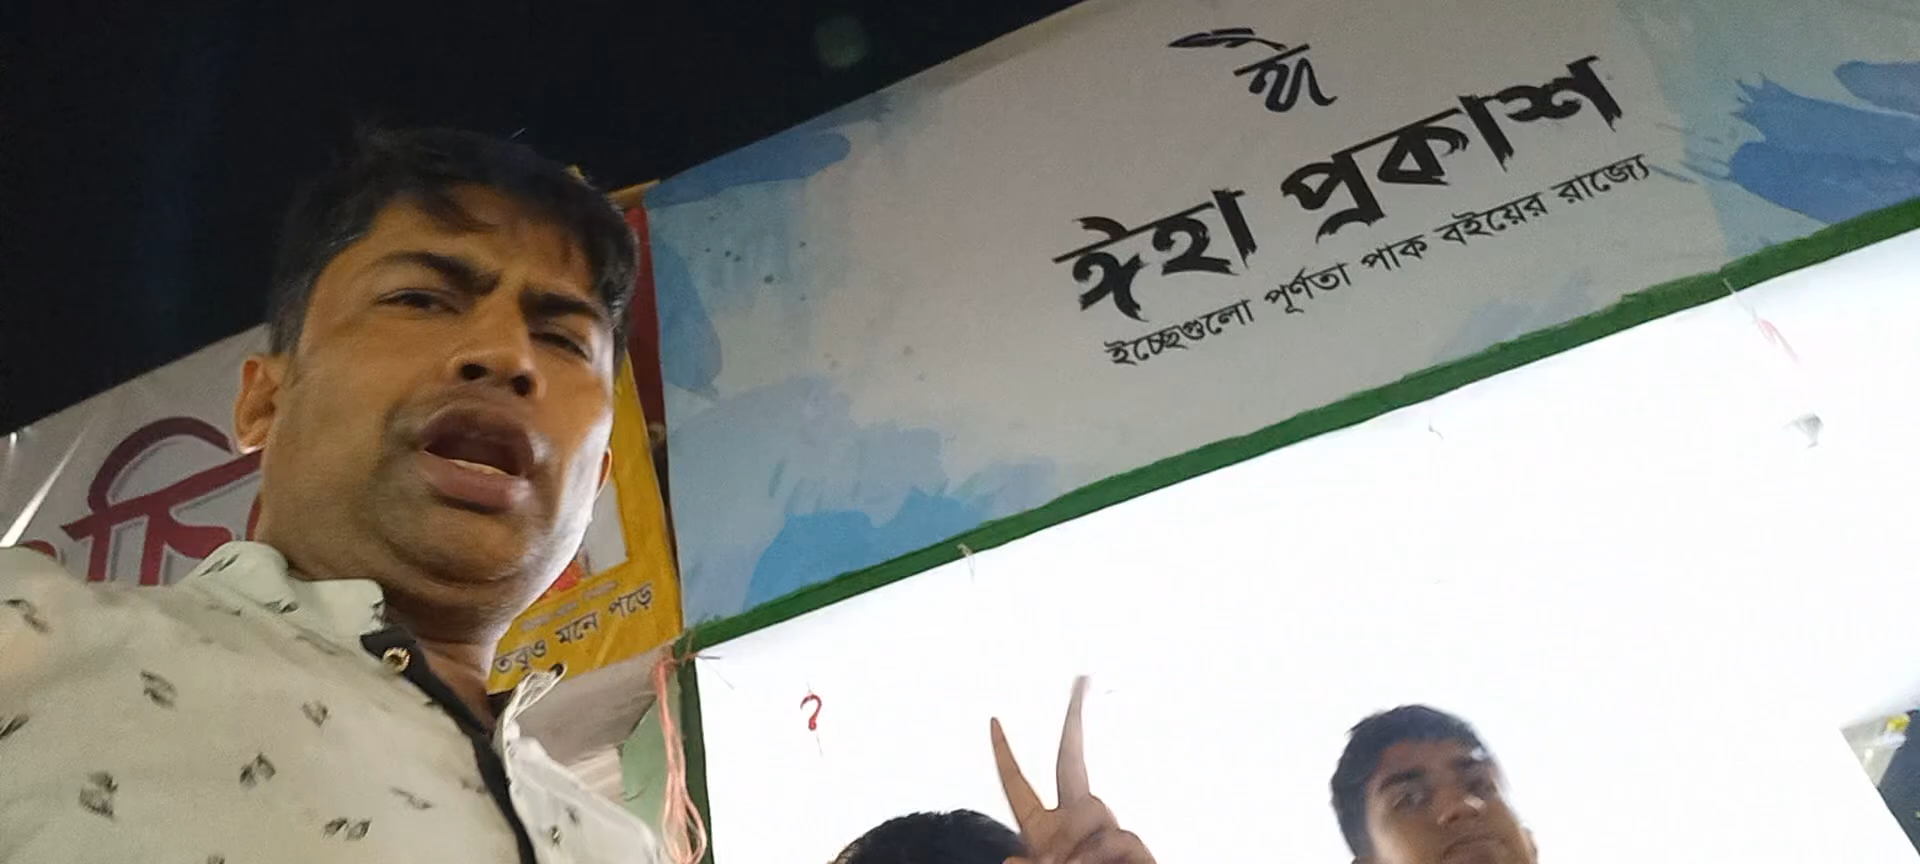 ঈ
ঈহা প্রকাশ
ইচ্ছেগুলো পূর্ণতা পাক বইয়ের রাজ্যে
তবুও মনে পড়ে
?